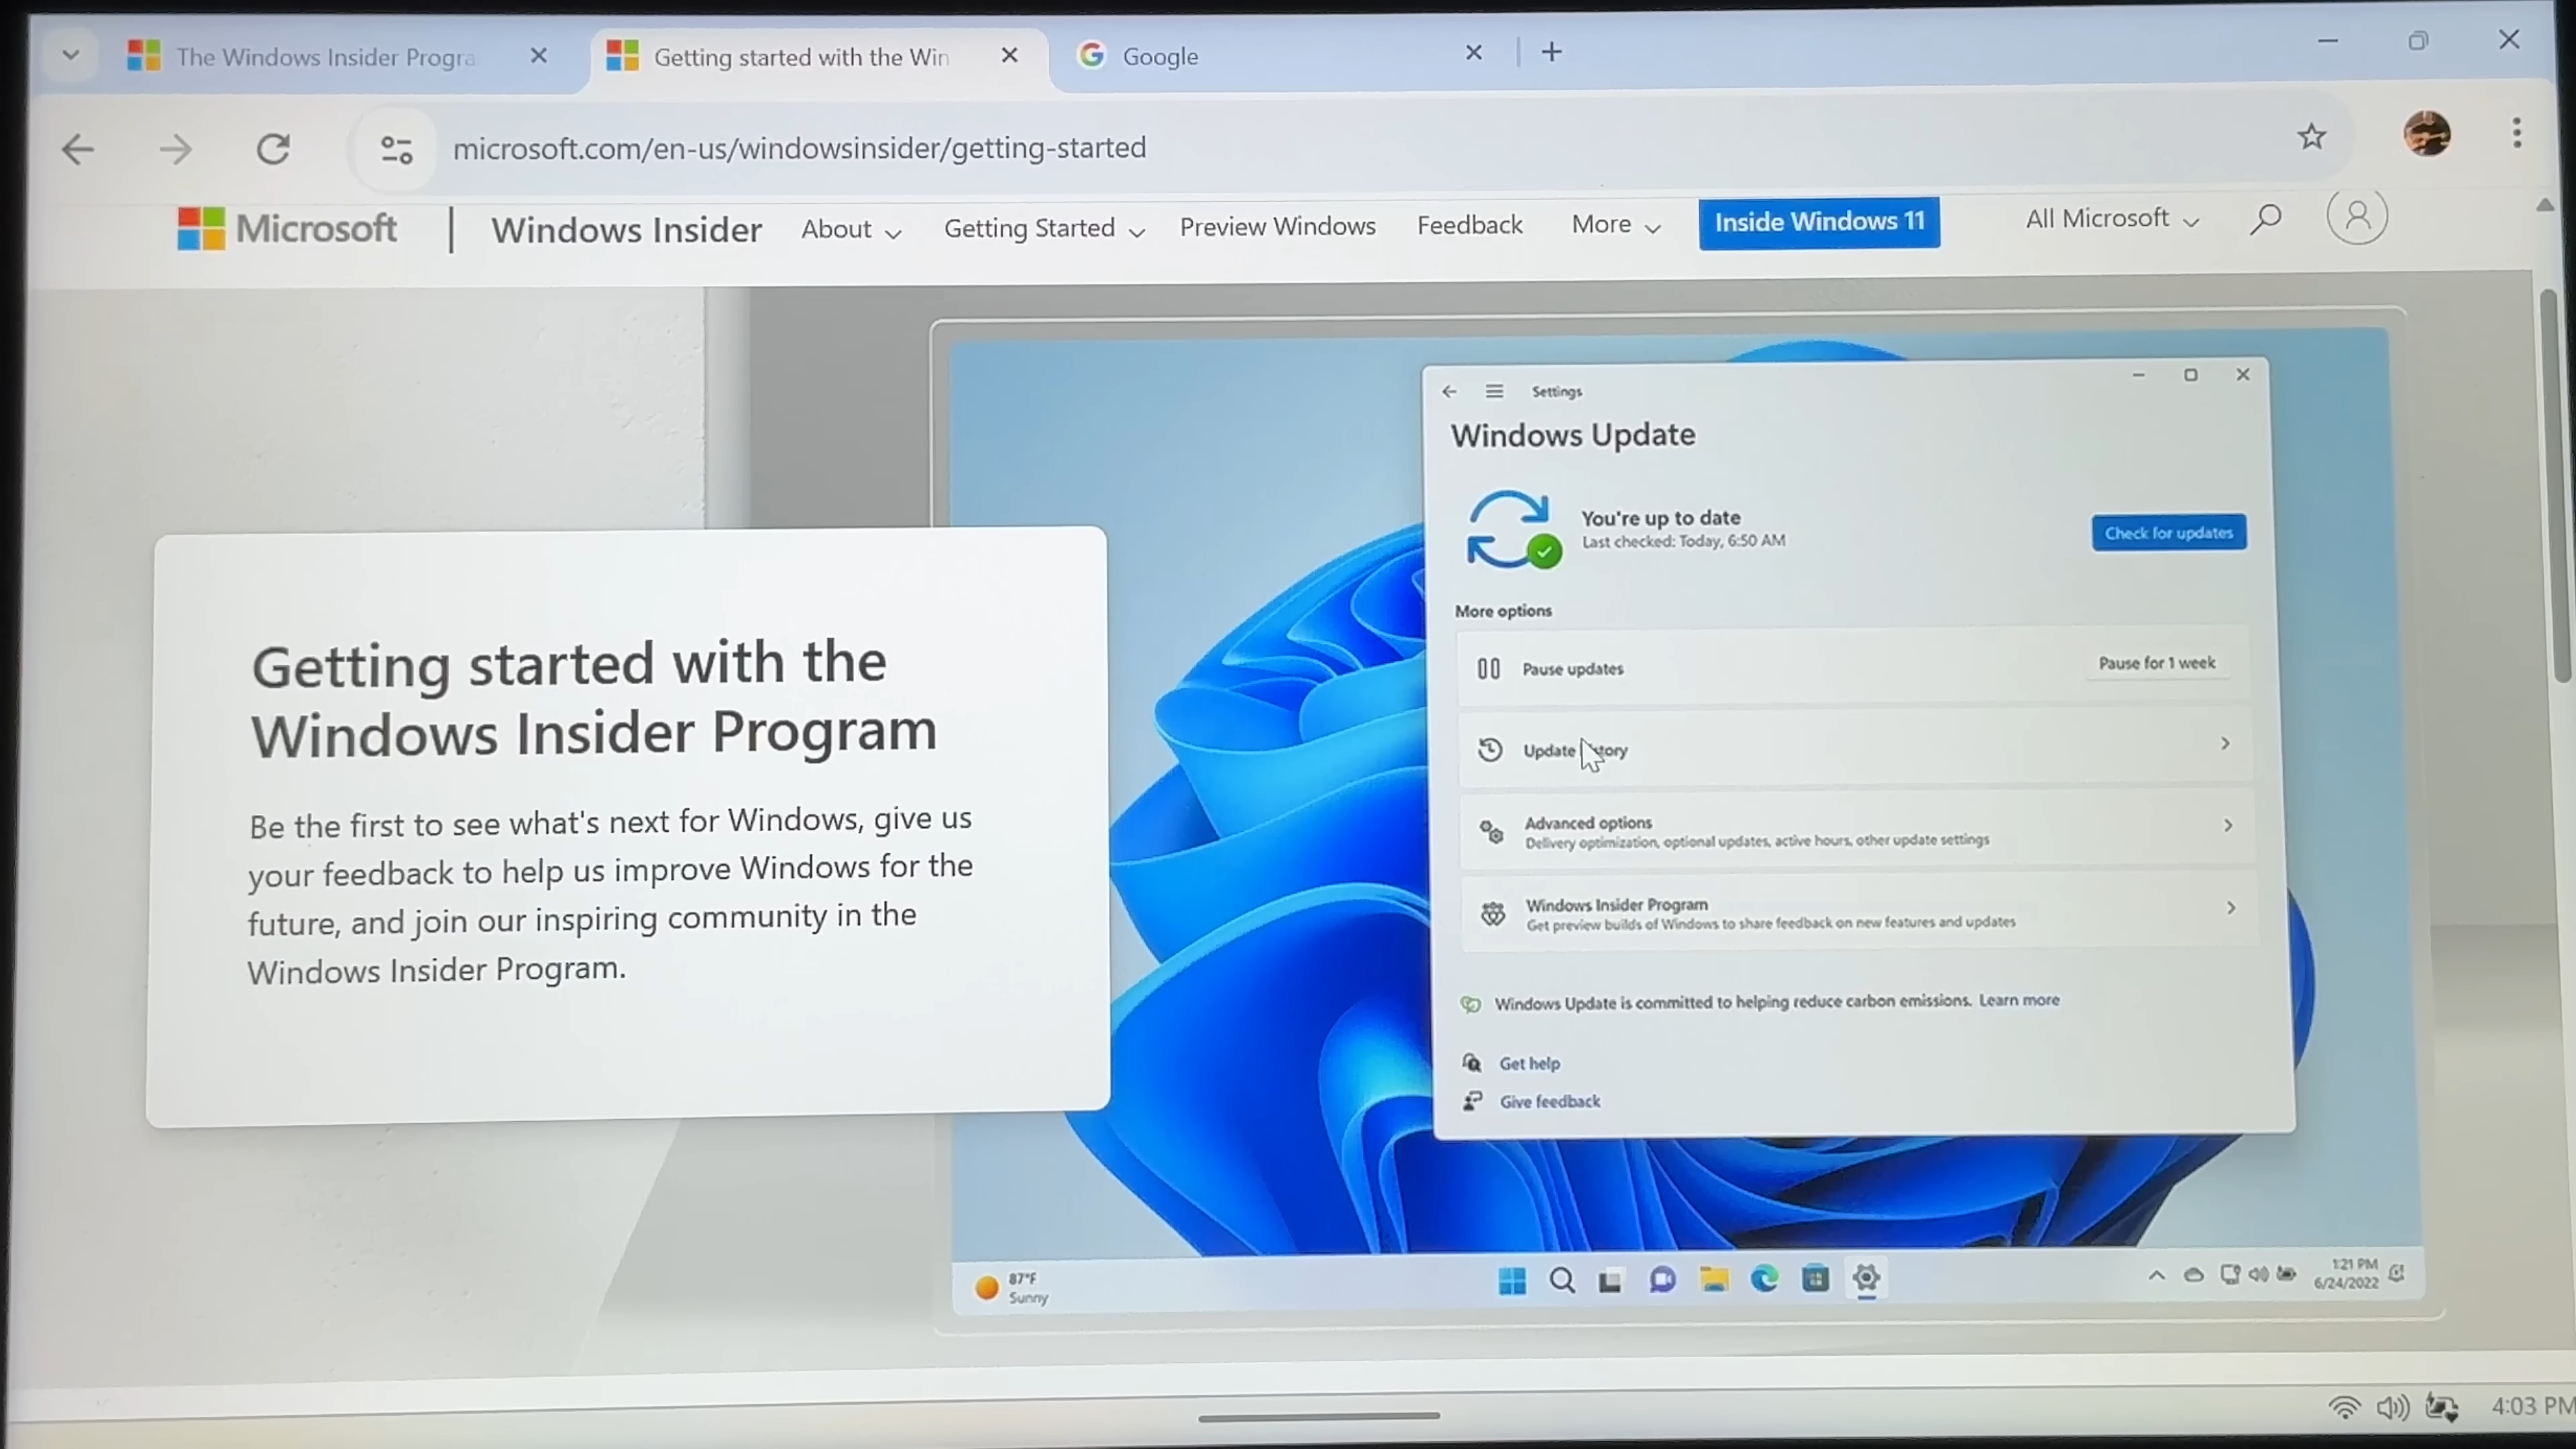 The Windows Insider Progra
Getting started with the Win
Google
microsoft.com/en-us/windowsinsider/getting-started
Microsoft
Windows Insider
About
Getting Started
Preview Windows
Feedback
More
Inside Windows 11
All Microsoft
Getting started with the
Windows Insider Program
Be the first to see what's next for Windows, give us
your feedback to help us improve Windows for the
future, and join our inspiring community in the
Windows Insider Program.
Settings
Windows Update
You're up to date
Last checked: Today, 6:50 AM
Check for updates
More options
Pause updates
Pause for 1 week
Update
Advanced options
Delivery optimization, optional updates, active hours, other update settings
Windows Insider Program
Get preview builds of Windows to share feedback on new features and updates
Windows Update is committed to helping reduce carbon emissions. Learn more
Get help
Give feedback
87°F
Sunny
1:21 PM
6/24/2022
4:03 PM